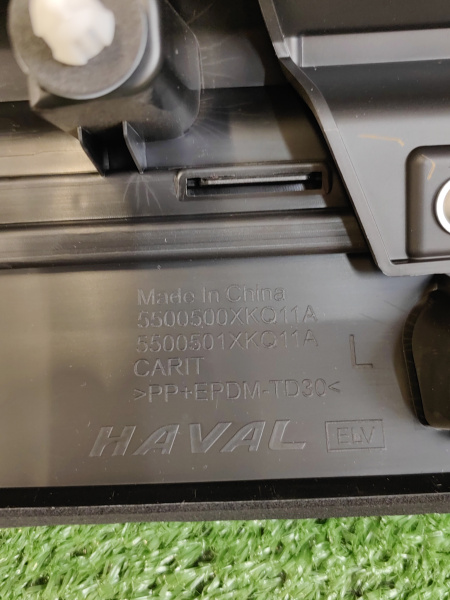 Made In China
5500500XKQ11A
5500501XKQ11A
CARIT
L
>PP+EPDM-TD30<
HAVAL ELV